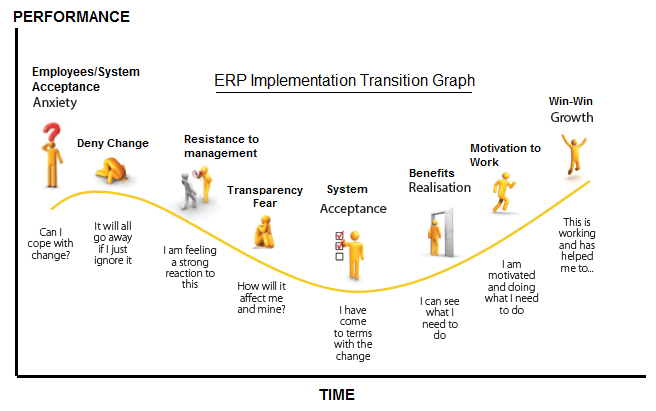 PERFORMANCE
ERP Implementation Transition Graph
Employees/System
Acceptance
Anxiety
Can I
cope with
change?
Deny Change
It will all
go away
if I just
ignore it
Resistance to
management
I am feeling
a strong
reaction to
this
Transparency
Fear
How will it
affect me
and mine?
System
Acceptance
I have
come
to terms
with the
change
Benefits
Realisation
I can see
what I
need to
do
Motivation to
Work
I am
motivated
and doing
what I need
to do
Win-Win
Growth
This is
working
and has
helped
me to...
TIME